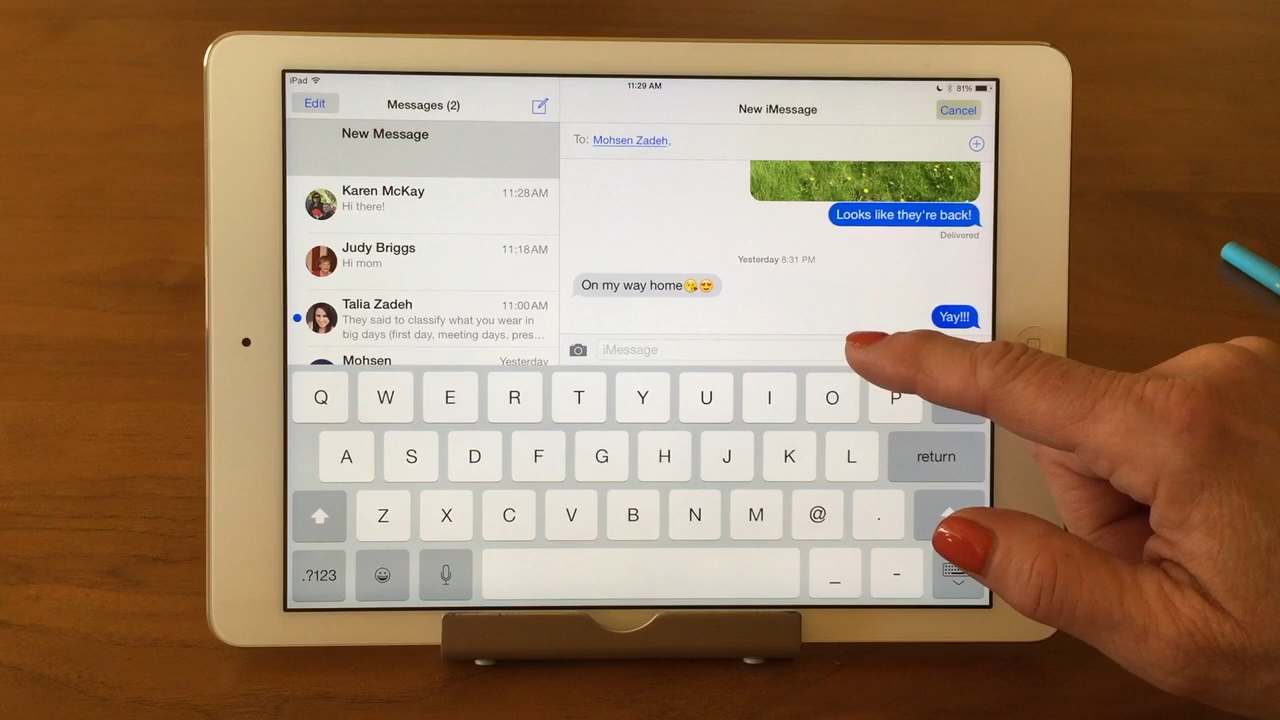 iPad
11:29 AM
81%
Edit
Messages (2)
New iMessage
Cancel
New Message
To: Mohsen Zadeh,
Karen McKay 11:28 AM
Hi there!
Looks like they're back!
Delivered
Judy Briggs 11:18 AM
Hi mom
Yesterday 8:31 PM
On my way home😘😍
Talia Zadeh 11:00 AM
They said to classify what you wear in
big days (first day, meeting days, pres...
Yay!!!
Mohsen Yesterday
iMessage
Q W E R T Y U I O P
A S D F G H J K L return
Z X C V B N M @ .
.?123 _ -